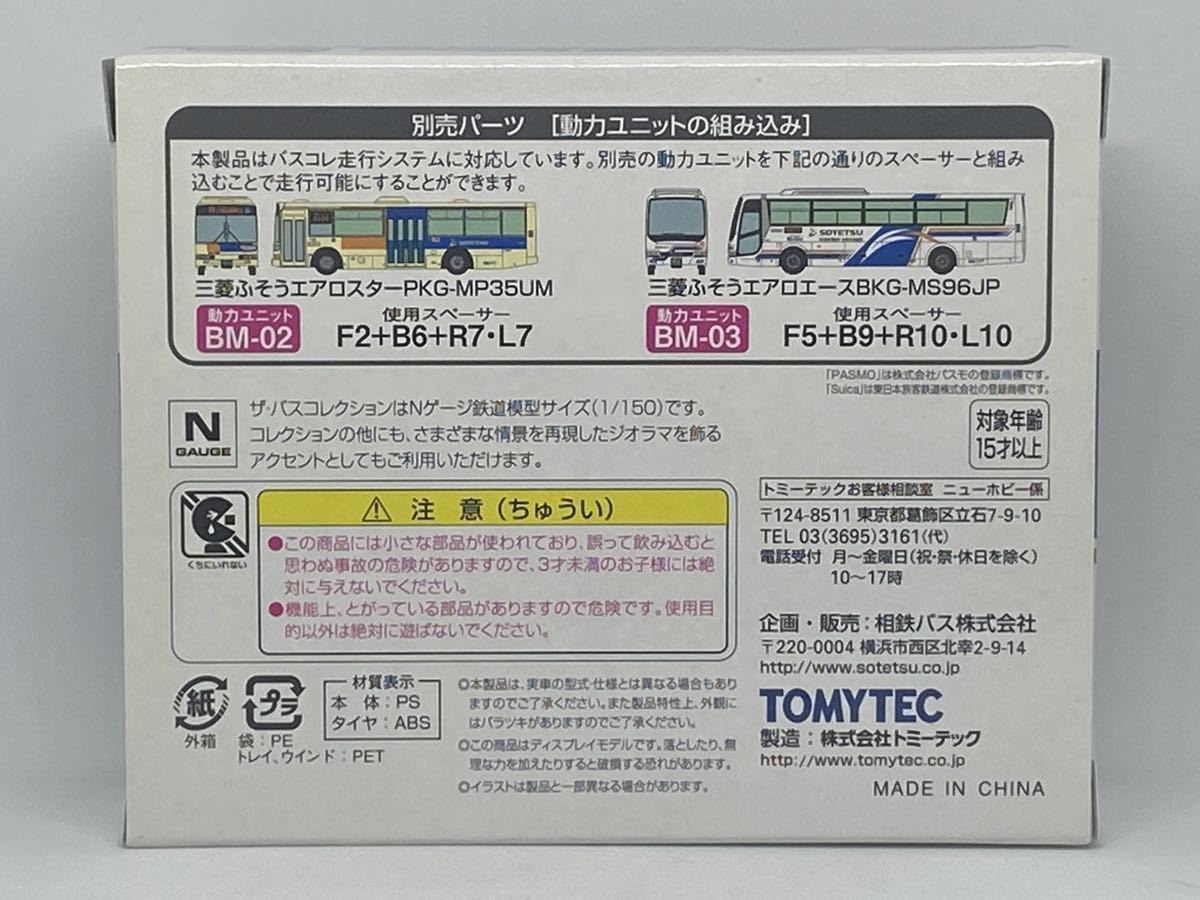 別売パーツ [動力ユニットの組み込み]
本製品はバスコレ走行システムに対応しています。別売の動力ユニットを下記の通りのスペーサーと組み
込むことで走行可能にすることができます。
SOTETSU
三菱ふそうエアロスターPKG-MP35UM
動力ユニット
BM-02
使用スペーサー
F2+B6+R7・L7
SOTETSU
三菱ふそうエアロエースBKG-MS96JP
動力ユニット
BM-03
使用スペーサー
F5+B9+R10・L10
「PASMO」は株式会社パスモの登録商標です。
「Suica」は東日本旅客鉄道株式会社の登録商標です。
N
GAUGE
ザ・バスコレクションはNゲージ鉄道模型サイズ(1/150)です。
コレクションの他にも、さまざまな情景を再現したジオラマを飾る
アクセントとしてもご利用いただけます。
対象年齢
15才以上
くちにいれない
注 意(ちゅうい)
●この商品には小さな部品が使われており、誤って飲み込むと
思わぬ事故の危険がありますので、3才未満のお子様には絶
対に与えないでください。
●機能上、とがっている部品がありますので危険です。使用目
的以外は絶対に遊ばないでください。
トミーテックお客様相談室 ニューホビー係
〒124-8511 東京都葛飾区立石7-9-10
TEL 03(3695)3161(代)
電話受付 月~金曜日(祝・祭・休日を除く)
10~17時
企画・販売:相鉄バス株式会社
〒220-0004 横浜市西区北幸2-9-14
http://www.sotetsu.co.jp
TOMYTEC
製造:株式会社トミーテック
http://www.tomytec.co.jp
MADE IN CHINA
紙
外箱
プラ
袋:PE
トレイ、ウインド:PET
材質表示
本 体:PS
タイヤ:ABS
◎本製品は、実車の型式・仕様とは異なる場合もあり
ますのでご了承ください。また製品特性上、外観に
はバラツキがありますのでご了承ください。
◎この商品はディスプレイモデルです。落としたり、無
理な力を加えたりすると破損する恐れがあります。
◎イラストは製品と一部異なる場合があります。